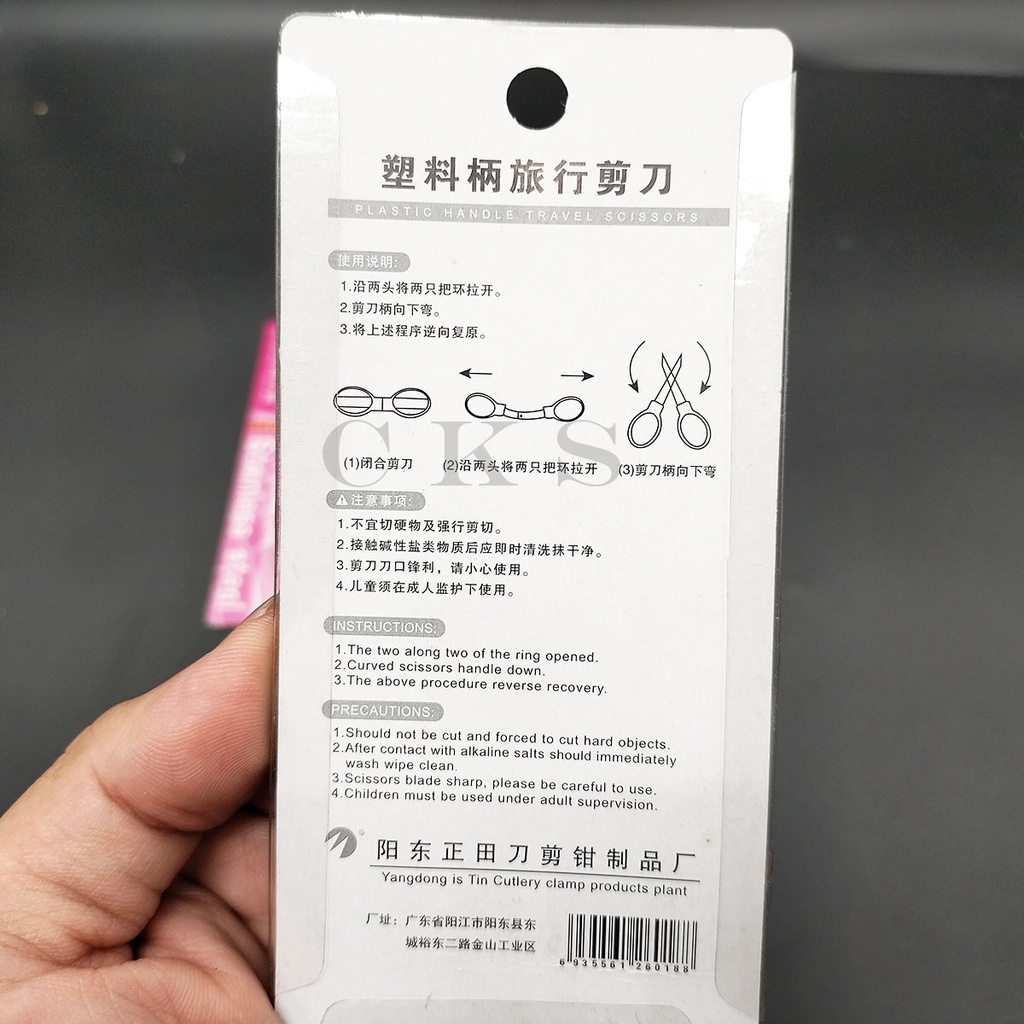 塑料柄旅行剪刀
PLASTIC HANDLE TRAVEL SCISSORS
使用说明:
1.沿两头将两只把环拉开。
2.剪刀柄向下弯。
3.将上述程序逆向复原。
CKS
(1)闭合剪刀 (2)沿两头将两只把环拉开 (3)剪刀柄向下弯
注意事项:
1.不宜切硬物及强行剪切。
2.接触碱性盐类物质后应即时清洗抹干净。
3.剪刀刀口锋利，请小心使用。
4.儿童须在成人监护下使用。
INSTRUCTIONS:
1.The two along two of the ring opened.
2.Curved scissors handle down.
3.The above procedure reverse recovery.
PRECAUTIONS:
1.Should not be cut and forced to cut hard objects.
2.After contact with alkaline salts should immediately
wash wipe clean.
3.Scissors blade sharp, please be careful to use.
4.Children must be used under adult supervision.
阳东正田刀剪钳制品厂
Yangdong is Tin Cutlery clamp products plant
厂址：广东省阳江市阳东县东
城裕东二路金山工业区
6 935561 260188
Stainless Steel